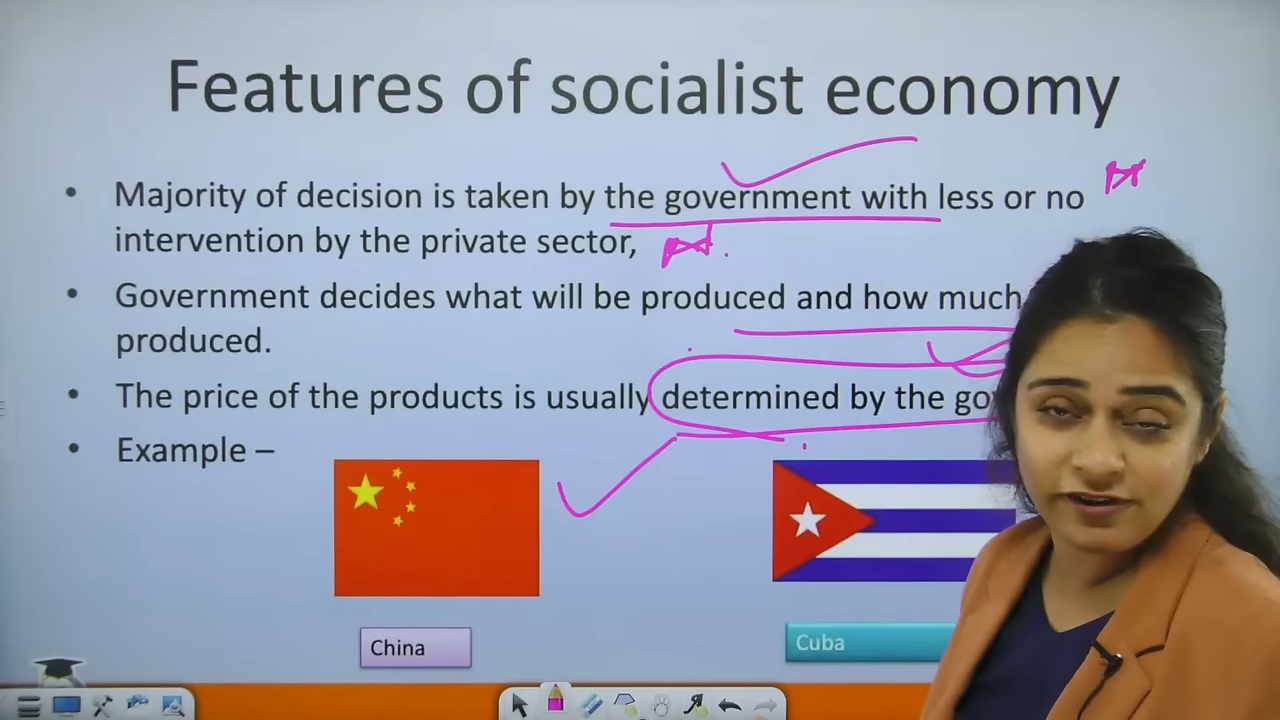 Features of socialist economy
• Majority of decision is taken by the government with less or no
intervention by the private sector,
• Government decides what will be produced and how much
produced.
• The price of the products is usually determined by the
• Example –
China
Cuba